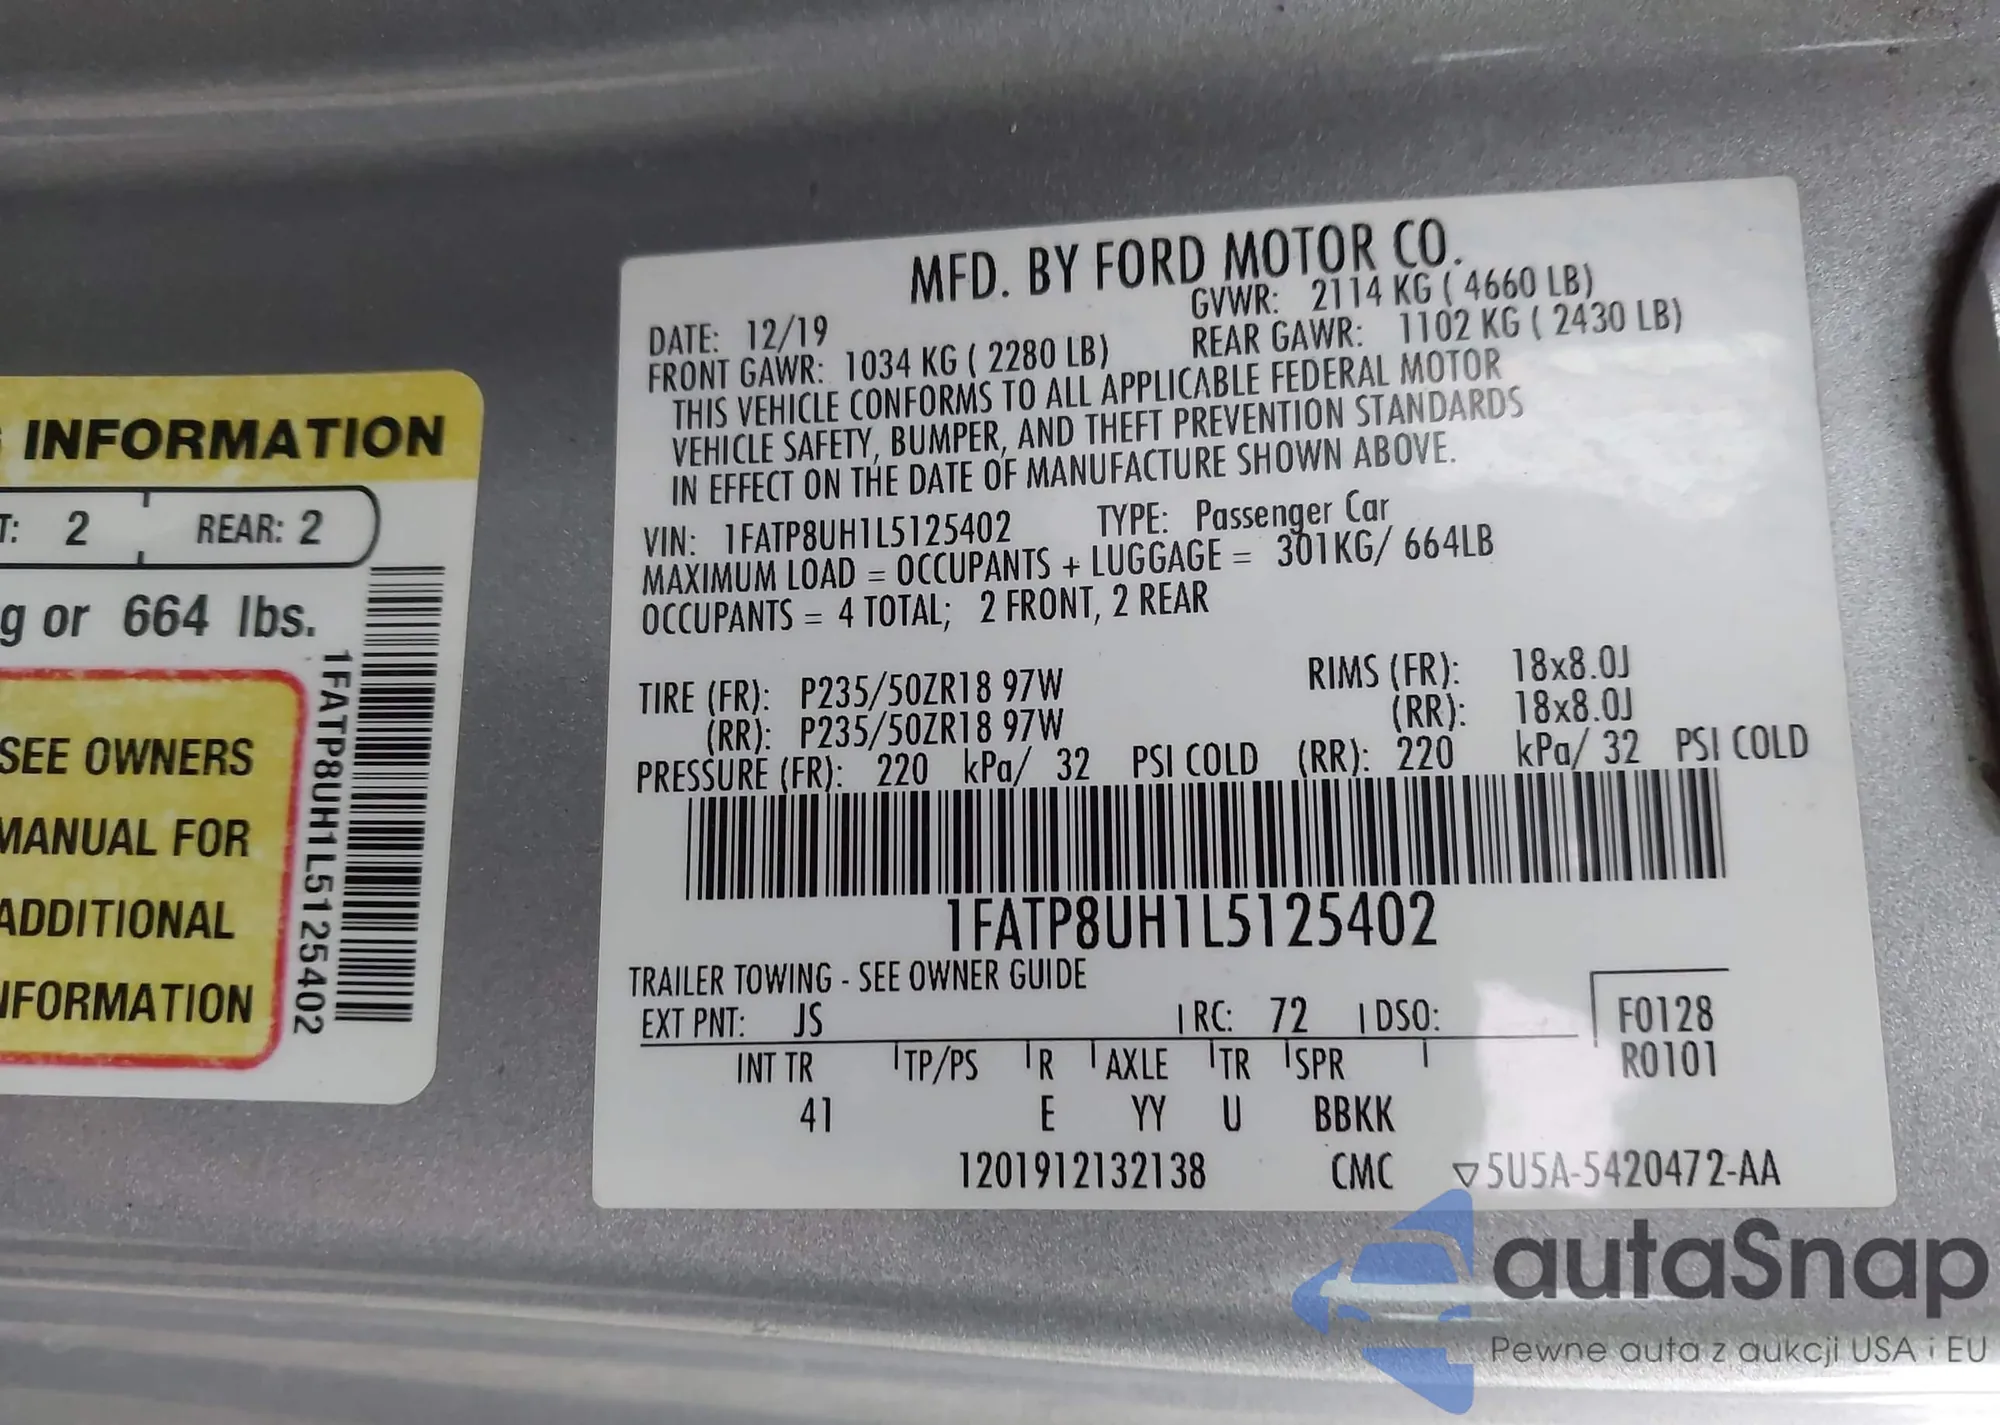 INFORMATION
T: 2 REAR: 2
g or 664 lbs.
SEE OWNERS
MANUAL FOR
ADDITIONAL
INFORMATION
1FATP8UH1L5125402
MFD. BY FORD MOTOR CO.
DATE: 12/19 GVWR: 2114 KG ( 4660 LB)
FRONT GAWR: 1034 KG ( 2280 LB) REAR GAWR: 1102 KG ( 2430 LB)
THIS VEHICLE CONFORMS TO ALL APPLICABLE FEDERAL MOTOR
VEHICLE SAFETY, BUMPER, AND THEFT PREVENTION STANDARDS
IN EFFECT ON THE DATE OF MANUFACTURE SHOWN ABOVE.
VIN: 1FATP8UH1L5125402 TYPE: Passenger Car
MAXIMUM LOAD = OCCUPANTS + LUGGAGE = 301KG/ 664LB
OCCUPANTS = 4 TOTAL; 2 FRONT, 2 REAR
TIRE (FR): P235/50ZR18 97W RIMS (FR): 18x8.0J
(RR): P235/50ZR18 97W (RR): 18x8.0J
PRESSURE (FR): 220 kPa/ 32 PSI COLD (RR): 220 kPa/ 32 PSI COLD
1FATP8UH1L5125402
TRAILER TOWING - SEE OWNER GUIDE
EXT PNT: JS RC: 72 DSO: F0128
R0101
INT TR TP/PS R AXLE TR SPR
41 E YY U BBKK
1201912132138 CMC ▽5U5A-5420472-AA
autaSnap
Pewne auta z aukcji USA i EU